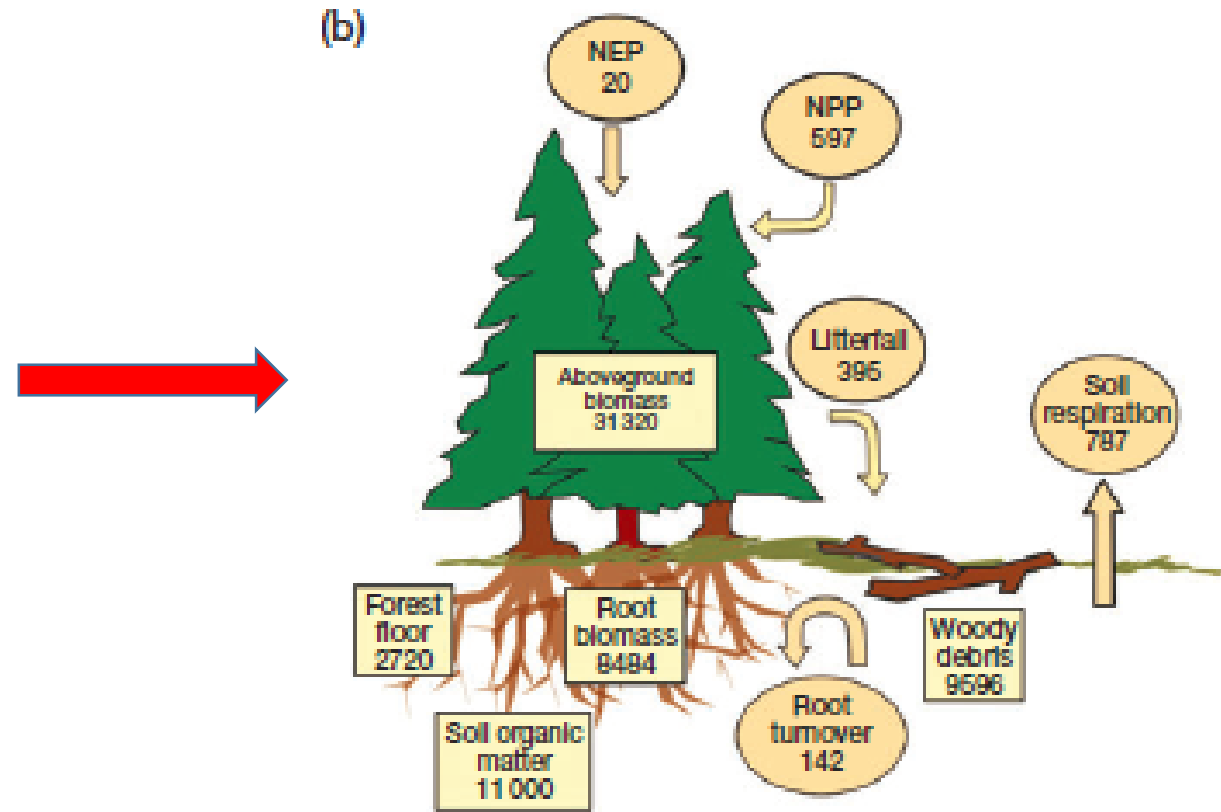 (b)
NEP
20
NPP
597
Litterfall
395
Aboveground
biomass
31320
Soil
respiration
787
Forest
floor
2720
Root
biomass
8484
Woody
debris
9596
Soil organic
matter
11000
Root
turnover
142